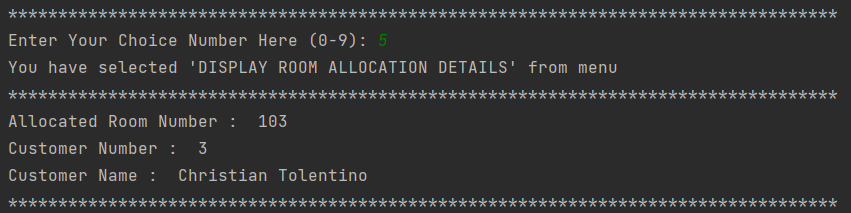 ***********************************************************************************
Enter Your Choice Number Here (0-9): 5
You have selected 'DISPLAY ROOM ALLOCATION DETAILS' from menu
***********************************************************************************
Allocated Room Number :  103
Customer Number :  3
Customer Name :  Christian Tolentino
***********************************************************************************